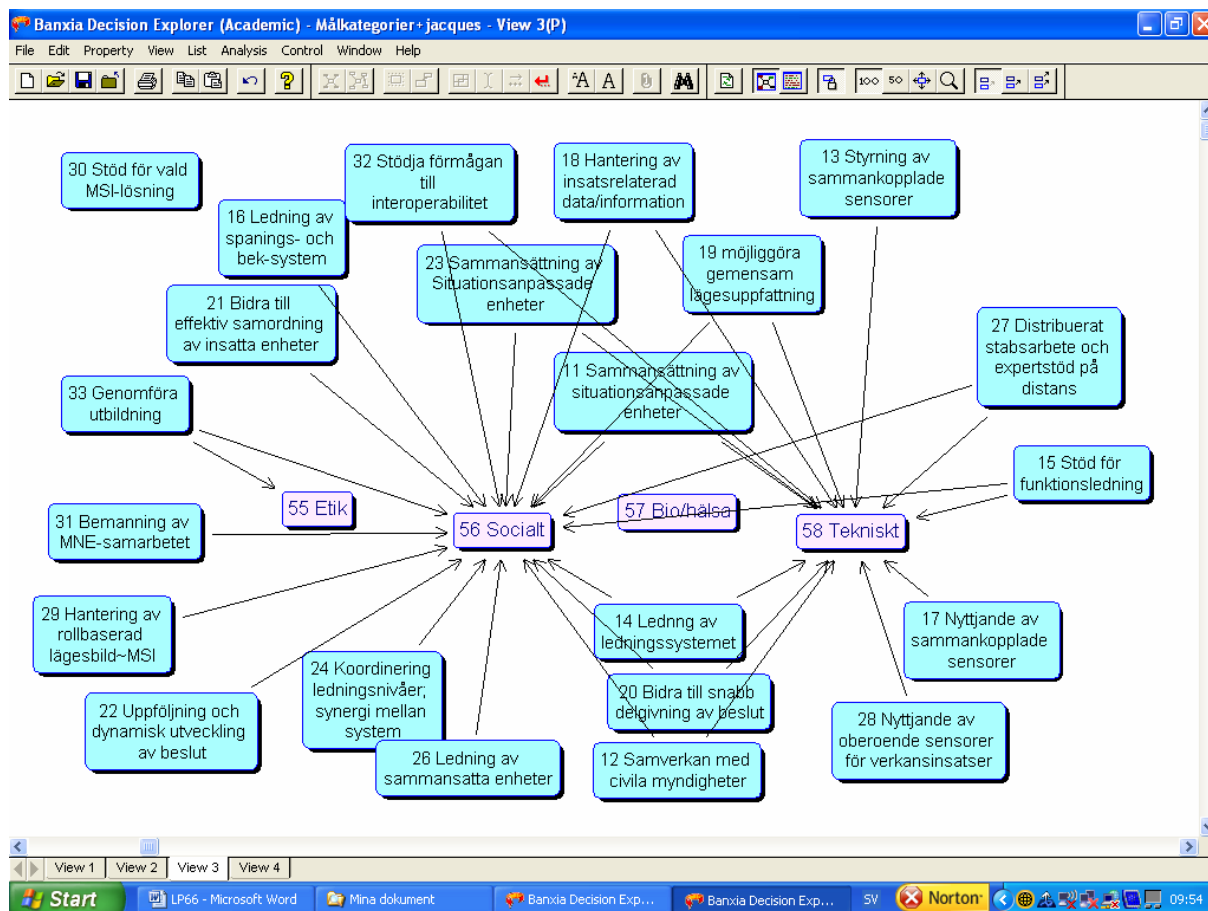 Banxia Decision Explorer (Academic) - Målkategorier+jacques - View 3(P)
File Edit Property View List Analysis Control Window Help
100 50
30 Stöd för vald
MSI-lösning
32 Stödja förmågan
till
interoperabilitet
18 Hantering av
insatsrelaterad
data/information
13 Styrning av
sammankopplade
sensorer
16 Ledning av
spanings- och
bek-system
23 Sammansättning av
Situationsanpassade
enheter
19 möjliggöra
gemensam
lägesuppfattning
21 Bidra till
effektiv samordning
av insatta enheter
27 Distribuerat
stabsarbete och
expertstöd på
distans
11 Sammansättning av
situationsanpassade
enheter
33 Genomföra
utbildning
15 Stöd för
funktionsledning
55 Etik
56 Socialt
57 Bio/hälsa
58 Tekniskt
31 Bemanning av
MNE-samarbetet
29 Hantering av
rollbaserad
lägesbild~MSI
14 Lednng av
ledningssystemet
17 Nyttjande av
sammankopplade
sensorer
24 Koordinering
ledningsnivåer;
synergi mellan
system
20 Bidra till snabb
delgivning av beslut
22 Uppföljning och
dynamisk utveckling
av beslut
28 Nyttjande av
oberoende sensorer
för verkansinsatser
26 Ledning av
sammansatta enheter
12 Samverkan med
civila myndigheter
View 1 View 2 View 3 View 4
Start LP66 - Microsoft Word Mina dokument Banxia Decision Exp... Banxia Decision Exp... SV Norton 09:54